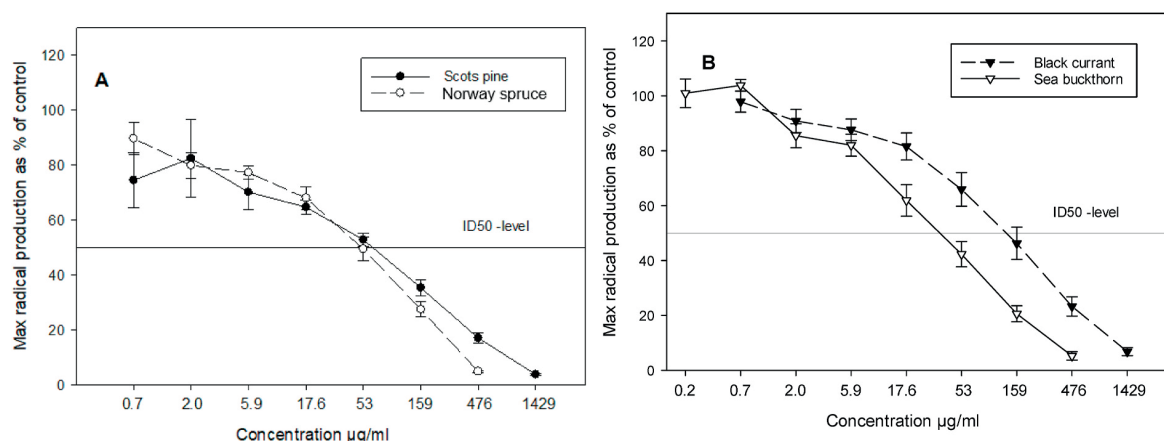 120
100
80
60
40
20
0
Max radical production as % of control
A
Scots pine
Norway spruce
ID50 -level
0.7 2.0 5.9 17.6 53 159 476 1429
Concentration µg/ml
120
100
80
60
40
20
0
Max radical production as % of control
B
Black currant
Sea buckthorn
ID50 -level
0.2 0.7 2.0 5.9 17.6 53 159 476 1429
Concentration µg/ml